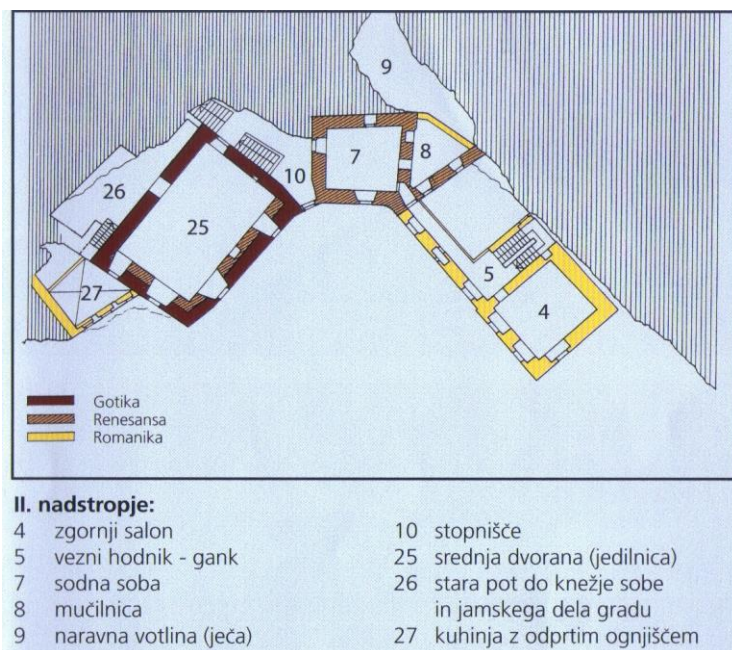 9
7
8
10
26
25
5
27
4
Gotika
Renesansa
Romanika
II. nadstropje:
4 zgornji salon
5 vezni hodnik - gank
7 sodna soba
8 mučilnica
9 naravna votlina (ječa)
10 stopnišče
25 srednja dvorana (jedilnica)
26 stara pot do knežje sobe
in jamskega dela gradu
27 kuhinja z odprtim ognjiščem